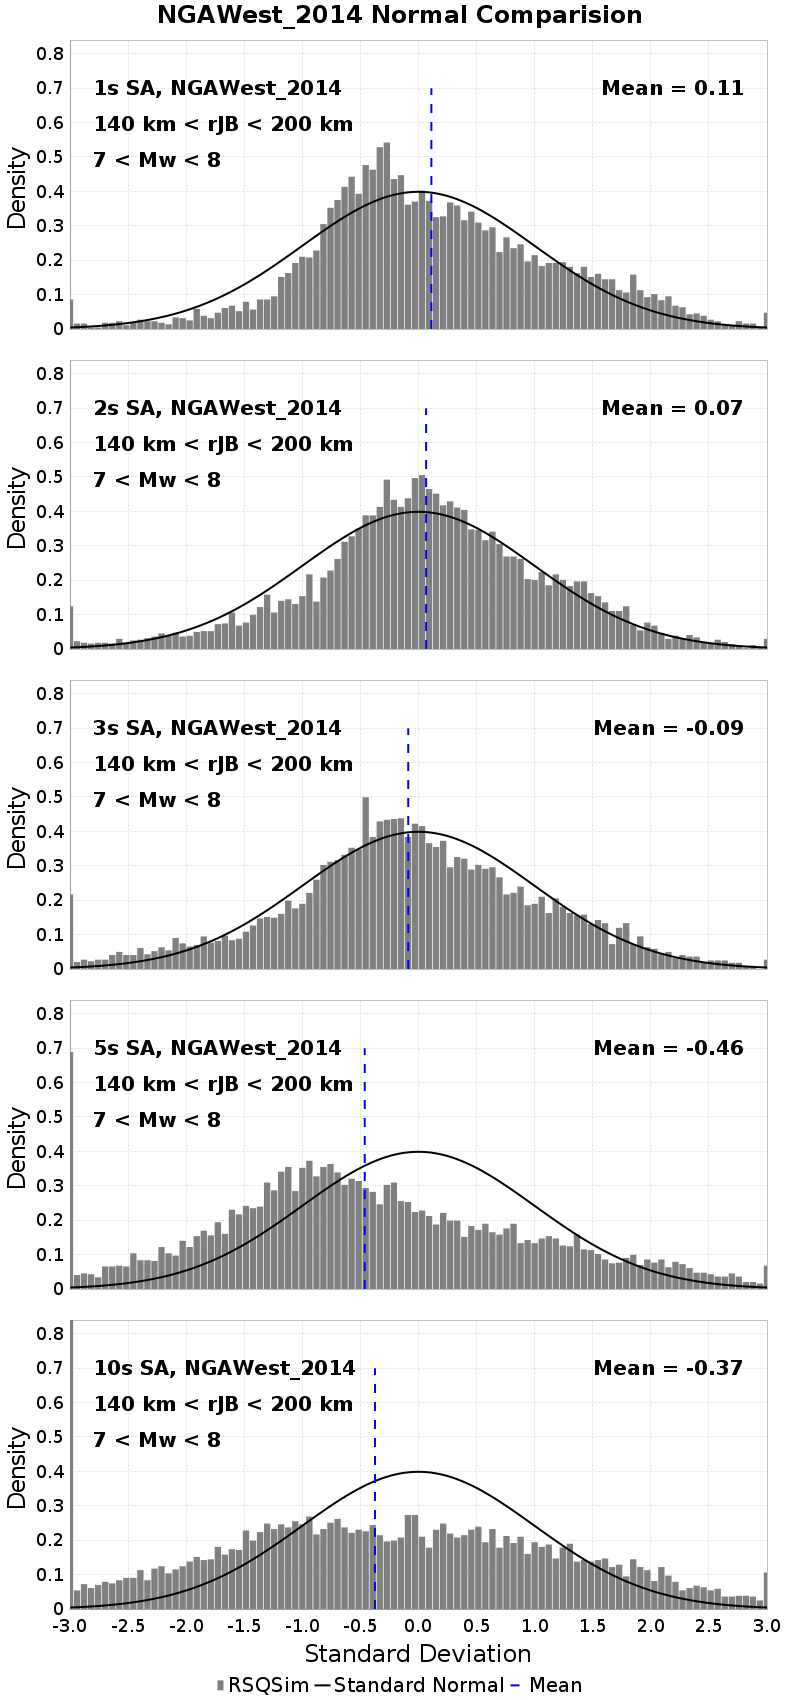 NGAWest_2014 Normal Comparision
0.8
1s SA, NGAWest_2014 Mean = 0.11
0.7
140 km < rJB < 200 km
0.6
7 < Mw < 8
0.5
0.4
0.3
0.2
0.1
0
Density
0.8
2s SA, NGAWest_2014 Mean = 0.07
0.7
140 km < rJB < 200 km
0.6
7 < Mw < 8
0.5
0.4
0.3
0.2
0.1
0
Density
0.8
3s SA, NGAWest_2014 Mean = -0.09
0.7
140 km < rJB < 200 km
0.6
7 < Mw < 8
0.5
0.4
0.3
0.2
0.1
0
Density
0.8
5s SA, NGAWest_2014 Mean = -0.46
0.7
140 km < rJB < 200 km
0.6
7 < Mw < 8
0.5
0.4
0.3
0.2
0.1
0
Density
0.8
10s SA, NGAWest_2014 Mean = -0.37
0.7
140 km < rJB < 200 km
0.6
7 < Mw < 8
0.5
0.4
0.3
0.2
0.1
0
Density
-3.0 -2.5 -2.0 -1.5 -1.0 -0.5 0.0 0.5 1.0 1.5 2.0 2.5 3.0
Standard Deviation
RSQSim Standard Normal Mean